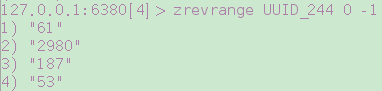 127.0.0.1:6380[4]> zrevrange UUID_244 0 -1
1) "61"
2) "2980"
3) "187"
4) "53"